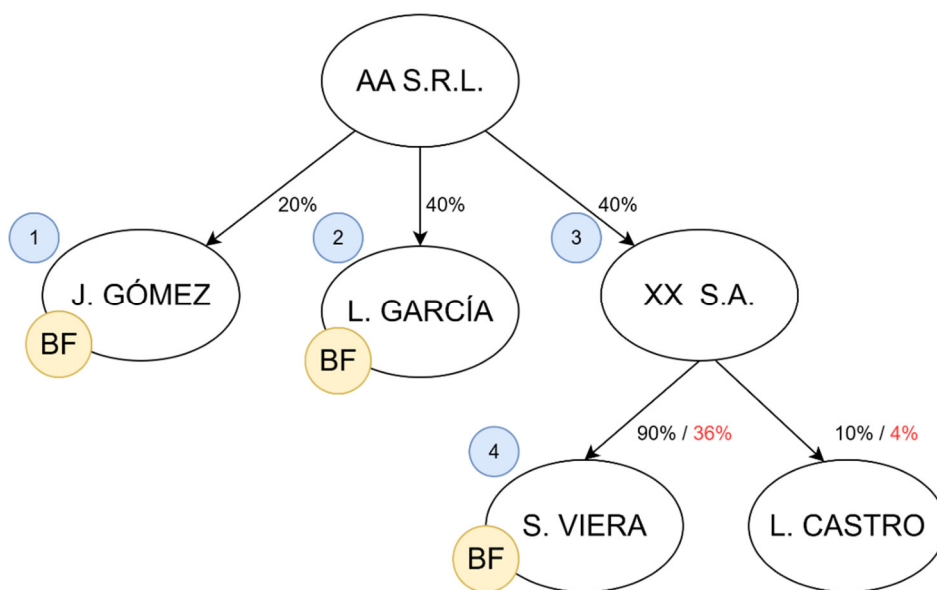 AA S.R.L.
20%
40%
40%
1
2
3
J. GÓMEZ
L. GARCÍA
XX S.A.
BF
BF
90% / 36%
10% / 4%
4
S. VIERA
L. CASTRO
BF